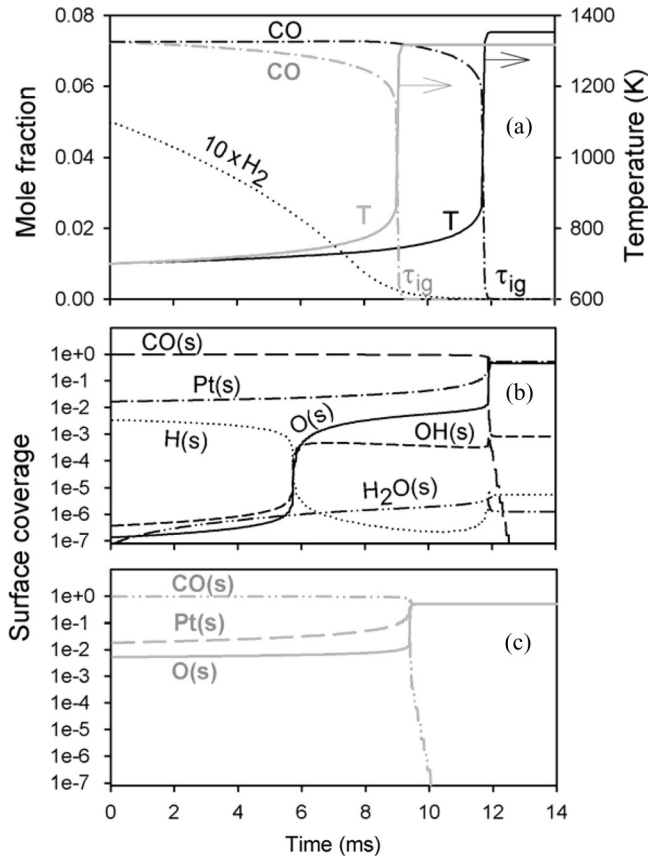 0.08
0.06
0.04
0.02
0.00
Mole fraction
CO
CO
10 x H2
T
T
τig
τig
(a)
1400
1200
1000
800
600
Temperature (K)
1e+0
1e-1
1e-2
1e-3
1e-4
1e-5
1e-6
1e-7
CO(s)
Pt(s)
(b)
O(s)
H(s)
OH(s)
H2O(s)
Surface coverage
1e+0
1e-1
1e-2
1e-3
1e-4
1e-5
1e-6
1e-7
CO(s)
Pt(s)
(c)
O(s)
0 2 4 6 8 10 12 14
Time (ms)